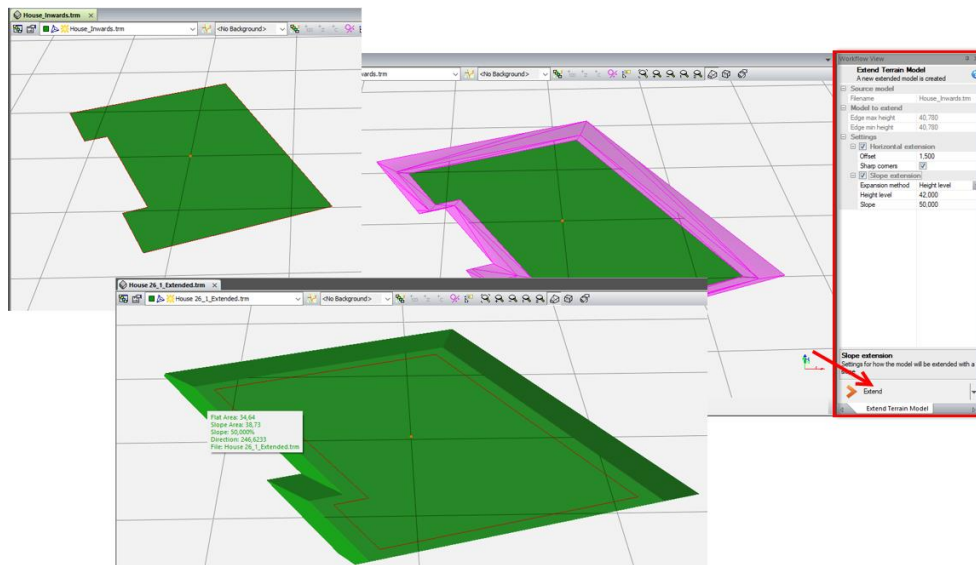 House_Inwards.trm
House_Inwards.trm
<No Background>
wards.trm
<No Background>
Workflow View
Extend Terrain Model
A new extended model is created
Source model
Filename House_Inwards.trm
Model to extend
Edge max height 40,780
Edge min height 40,780
Settings
Horizontal extension
Offset 1,500
Sharp corners
Slope extension
Expansion method Height level
Height level 42,000
Slope 50,000
Slope extension
Settings for how the model will be extended with a
Extend
Extend Terrain Model
House 26_1_Extended.trm
House 26_1_Extended.trm
<No Background>
Flat Area: 34,64
Slope Area: 38,73
Slope: 50,000%
Direction: 246,6233
File: House 26_1_Extended.trm